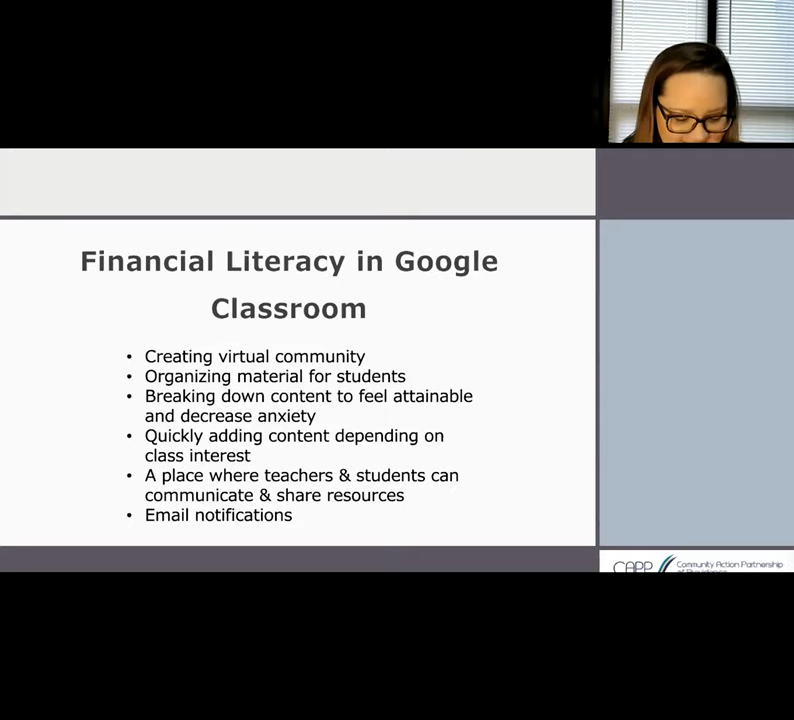 Financial Literacy in Google
Classroom
• Creating virtual community
• Organizing material for students
• Breaking down content to feel attainable
and decrease anxiety
• Quickly adding content depending on
class interest
• A place where teachers & students can
communicate & share resources
• Email notifications
CAPP Community Action Partnership
of Providence